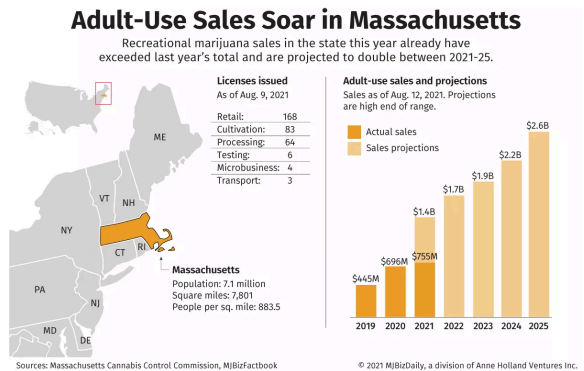 Adult-Use Sales Soar in Massachusetts
Recreational marijuana sales in the state this year already have
exceeded last year's total and are projected to double between 2021-25.
Licenses issued
As of Aug. 9, 2021
Retail: 168
Cultivation: 83
Processing: 64
Testing: 6
Microbusiness: 4
Transport: 3
ME
VT
NH
NY
CT
RI
PA
NJ
MD
DE
Massachusetts
Population: 7.1 million
Square miles: 7,801
People per sq. mile: 883.5
Adult-use sales and projections
Sales as of Aug. 12, 2021. Projections
are high end of range.
Actual sales
Sales projections
$445M
$696M
$755M
$1.4B
$1.7B
$1.9B
$2.2B
$2.6B
2019 2020 2021 2022 2023 2024 2025
Sources: Massachusetts Cannabis Control Commission, MJBizFactbook
© 2021 MJBizDaily, a division of Anne Holland Ventures Inc.